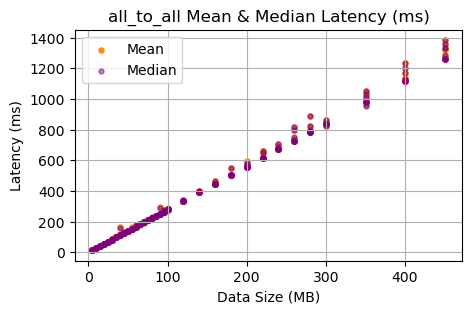 all_to_all Mean & Median Latency (ms)
Mean
Median
Latency (ms)
1400
1200
1000
800
600
400
200
0
0 100 200 300 400
Data Size (MB)